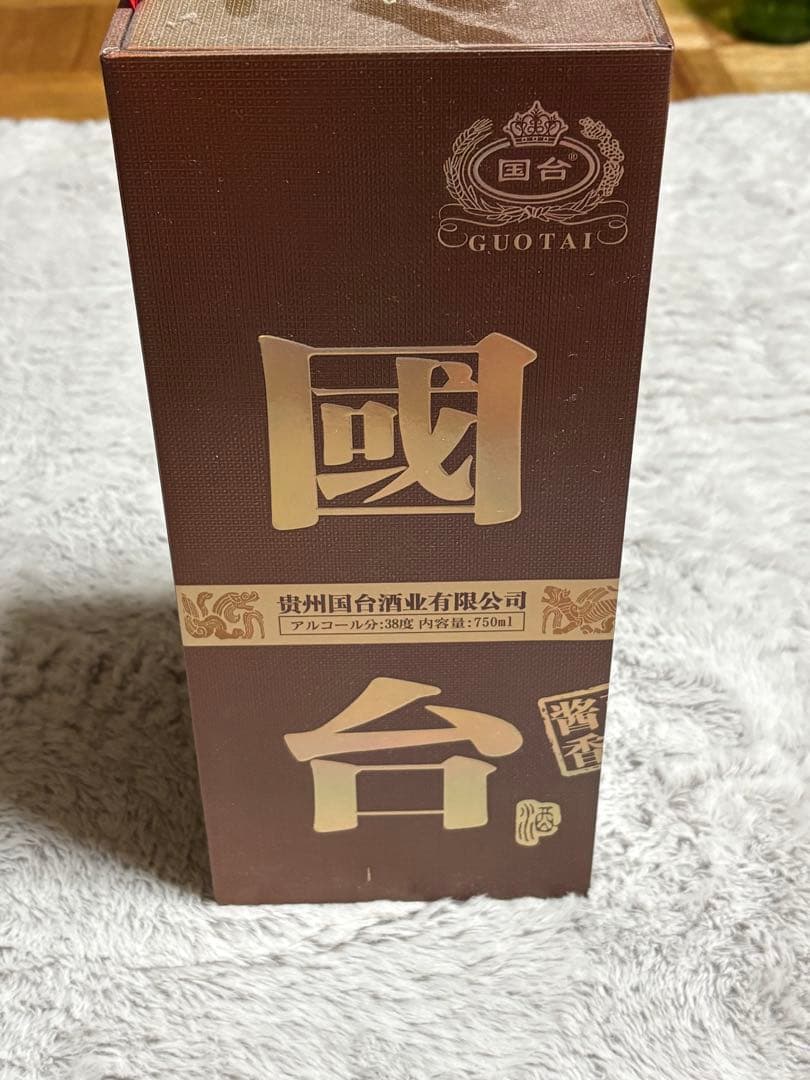 国台®
GUOTAI
國
贵州国台酒业有限公司
アルコール分:38度 内容量:750ml
台
酱
香
酒